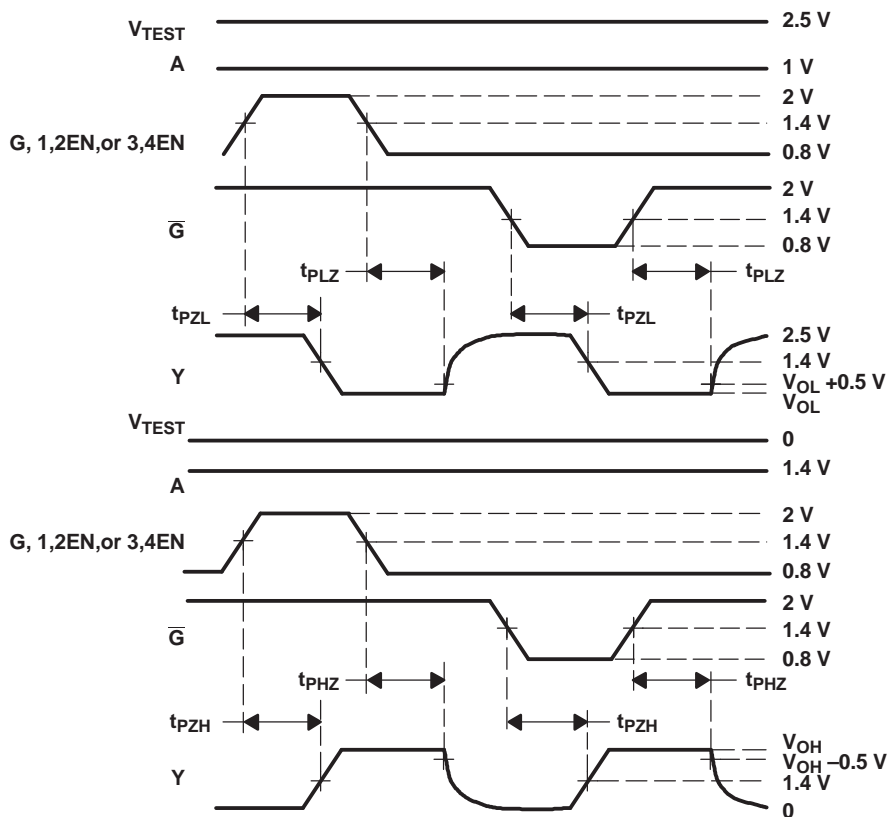 VTEST
2.5 V
A
1 V
2 V
G, 1,2EN,or 3,4EN
1.4 V
0.8 V
2 V
G
1.4 V
0.8 V
tPLZ
tPLZ
tPZL
tPZL
2.5 V
1.4 V
Y
VOL +0.5 V
VOL
VTEST
0
A
1.4 V
2 V
G, 1,2EN,or 3,4EN
1.4 V
0.8 V
2 V
G
1.4 V
0.8 V
tPHZ
tPHZ
tPZH
tPZH
VOH
VOH –0.5 V
Y
1.4 V
0